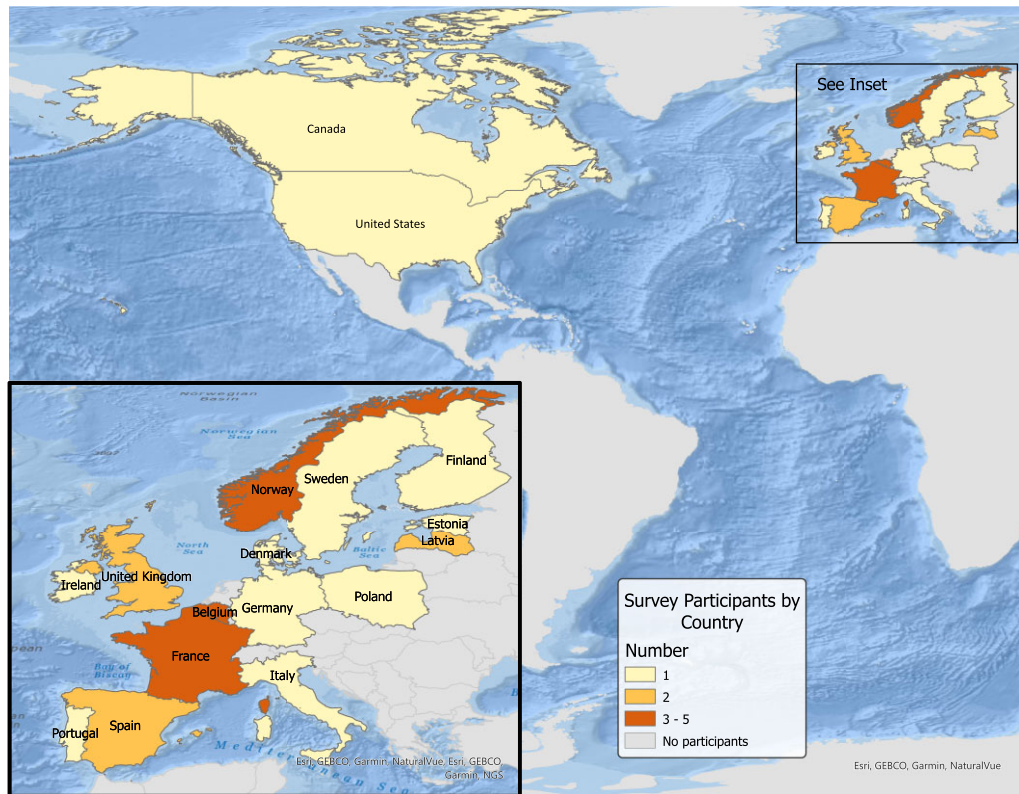 See Inset
Canada
United States
Norwegian
Basin
Norwegian
Sea
Finland
Sweden
Norway
Estonia
Latvia
North
Sea
Denmark
Baltic
Sea
United Kingdom
Ireland
Poland
Germany
Belgium
France
Bay of
Biscay
Italy
Spain
Portugal
Mediterranean Sea
Esri, GEBCO, Garmin, NaturalVue, Esri, GEBCO,
Garmin, NGS
Survey Participants by
Country
Number
1
2
3 - 5
No participants
Esri, GEBCO, Garmin, NaturalVue